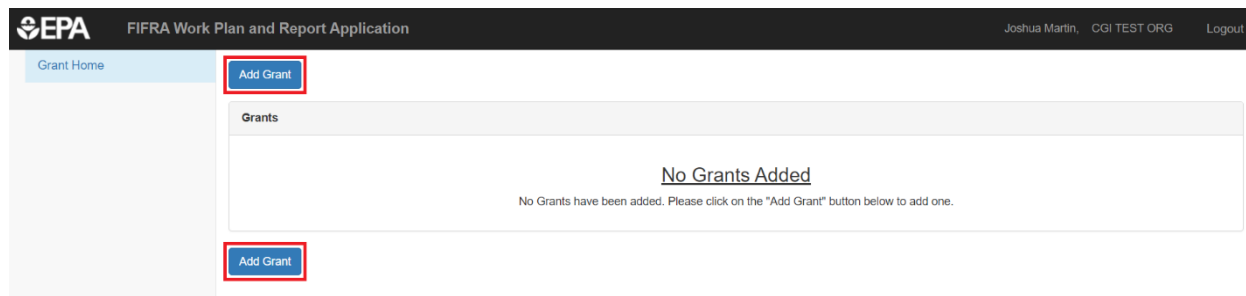 EPA FIFRA Work Plan and Report Application Joshua Martin, CGI TEST ORG Logout
Grant Home
Add Grant
Grants
No Grants Added
No Grants have been added. Please click on the "Add Grant" button below to add one.
Add Grant